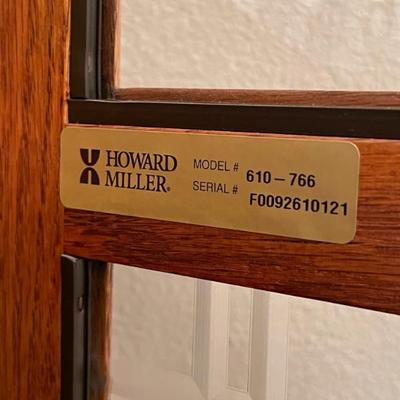 HOWARD
MILLER®
MODEL # 610-766
SERIAL # F0092610121